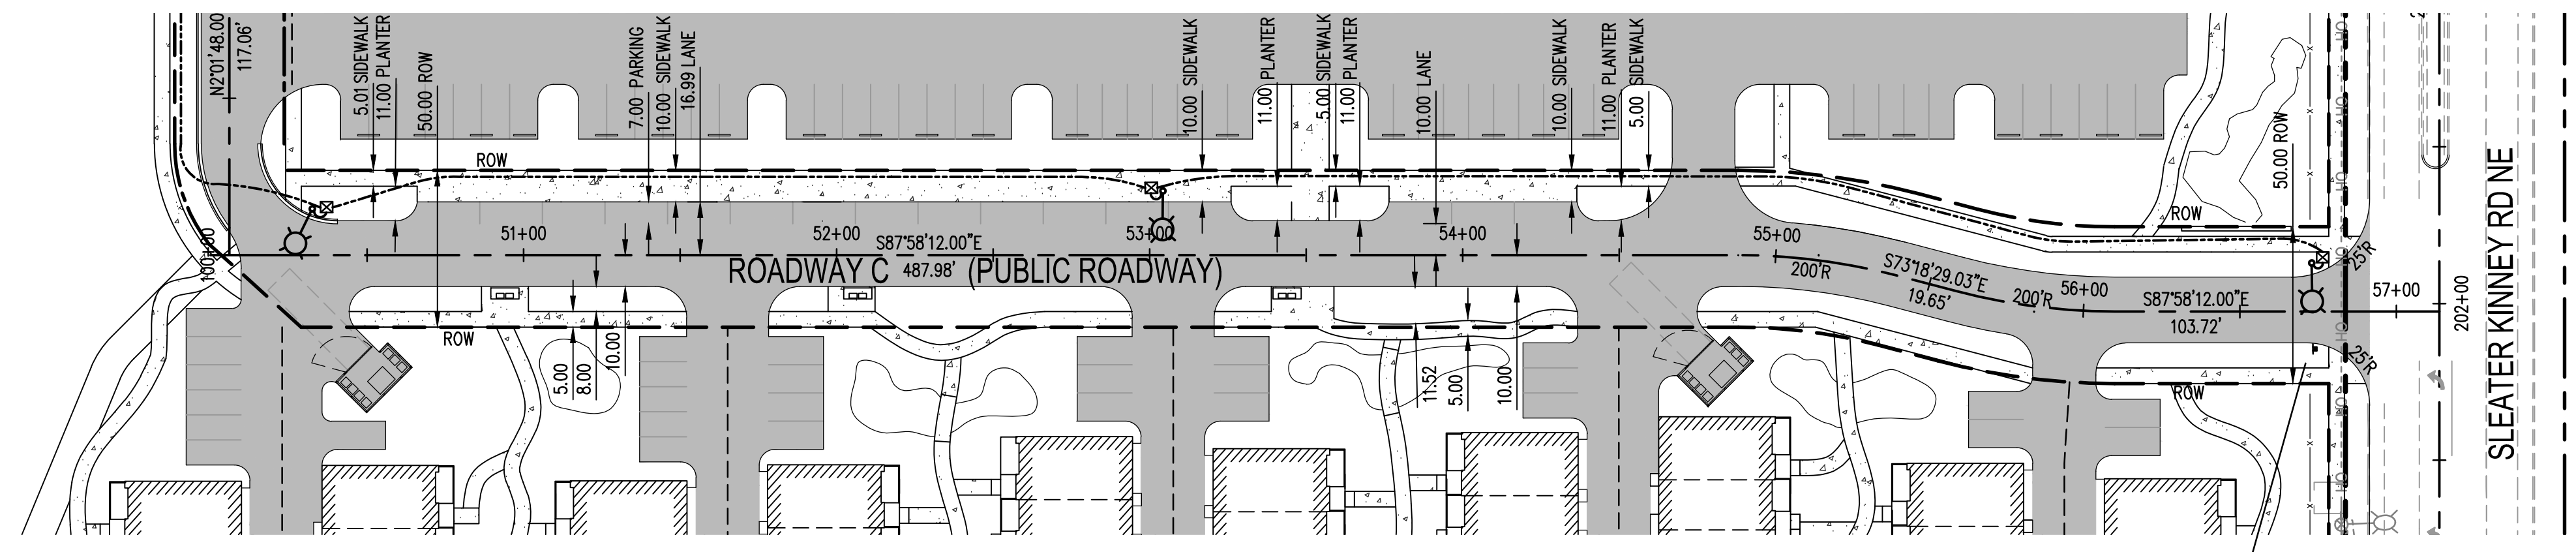 N2°01'48.00
117.06'
5.01 SIDEWALK
11.00 PLANTER
50.00 ROW
7.00 PARKING
10.00 SIDEWALK
16.99 LANE
10.00 SIDEWALK
11.00 PLANTER
5.00 SIDEWALK
11.00 PLANTER
10.00 LANE
10.00 SIDEWALK
11.00 PLANTER
5.00 SIDEWALK
ROW
50.00 ROW
ROW
100+00
51+00
52+00
53+00
54+00
55+00
56+00
57+00
S87°58'12.00"E
487.98'
ROADWAY C (PUBLIC ROADWAY)
200'R
S73°18'29.03"E
19.65'
200'R
S87°58'12.00"E
103.72'
25'R
25'R
202+00
SLEATER KINNEY RD NE
ROW
5.00
8.00
10.00
11.52
5.00
10.00
ROW
OH
OH
OH
OH
OH